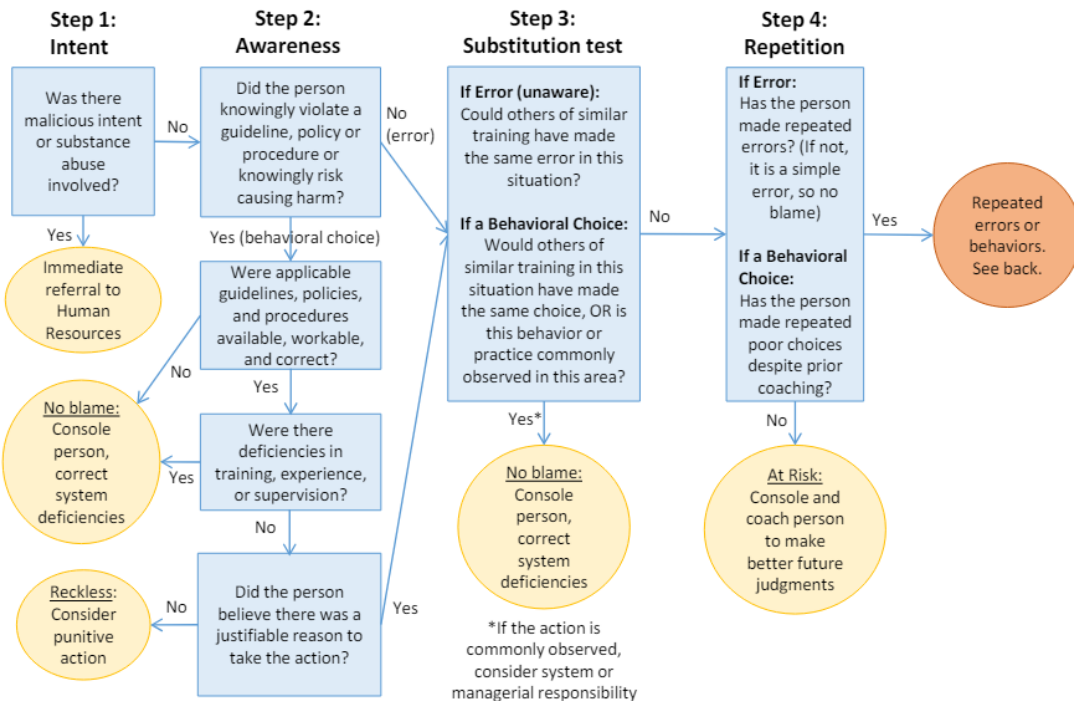 Step 1:
Intent
Was there
malicious intent
or substance
abuse
involved?
No
Yes
Immediate
referral to
Human
Resources
Step 2:
Awareness
Did the person
knowingly violate a
guideline, policy or
procedure or
knowingly risk
causing harm?
No
(error)
Yes (behavioral choice)
Were applicable
guidelines, policies,
and procedures
available, workable,
and correct?
No
Yes
No blame:
Console
person,
correct
system
deficiencies
Were there
deficiencies in
training, experience,
or supervision?
Yes
No
Did the person
believe there was a
justifiable reason to
take the action?
No
Yes
Reckless:
Consider
punitive
action
Step 3:
Substitution test
If Error (unaware):
Could others of
similar training have
made the same
error in this
situation?
If a Behavioral Choice:
Would others of
similar training in this
situation have made
the same choice, OR is
this behavior or
practice commonly
observed in this area?
No
Yes*
No blame:
Console
person,
correct
system
deficiencies
*If the action is
commonly observed,
consider system or
managerial responsibility
Step 4:
Repetition
If Error:
Has the person
made repeated
errors? (If not,
it is a simple
error, so no
blame)
If a Behavioral
Choice:
Has the person
made repeated
poor choices
despite prior
coaching?
Yes
No
At Risk:
Console and
coach person
to make
better future
judgments
Repeated
errors or
behaviors.
See back.